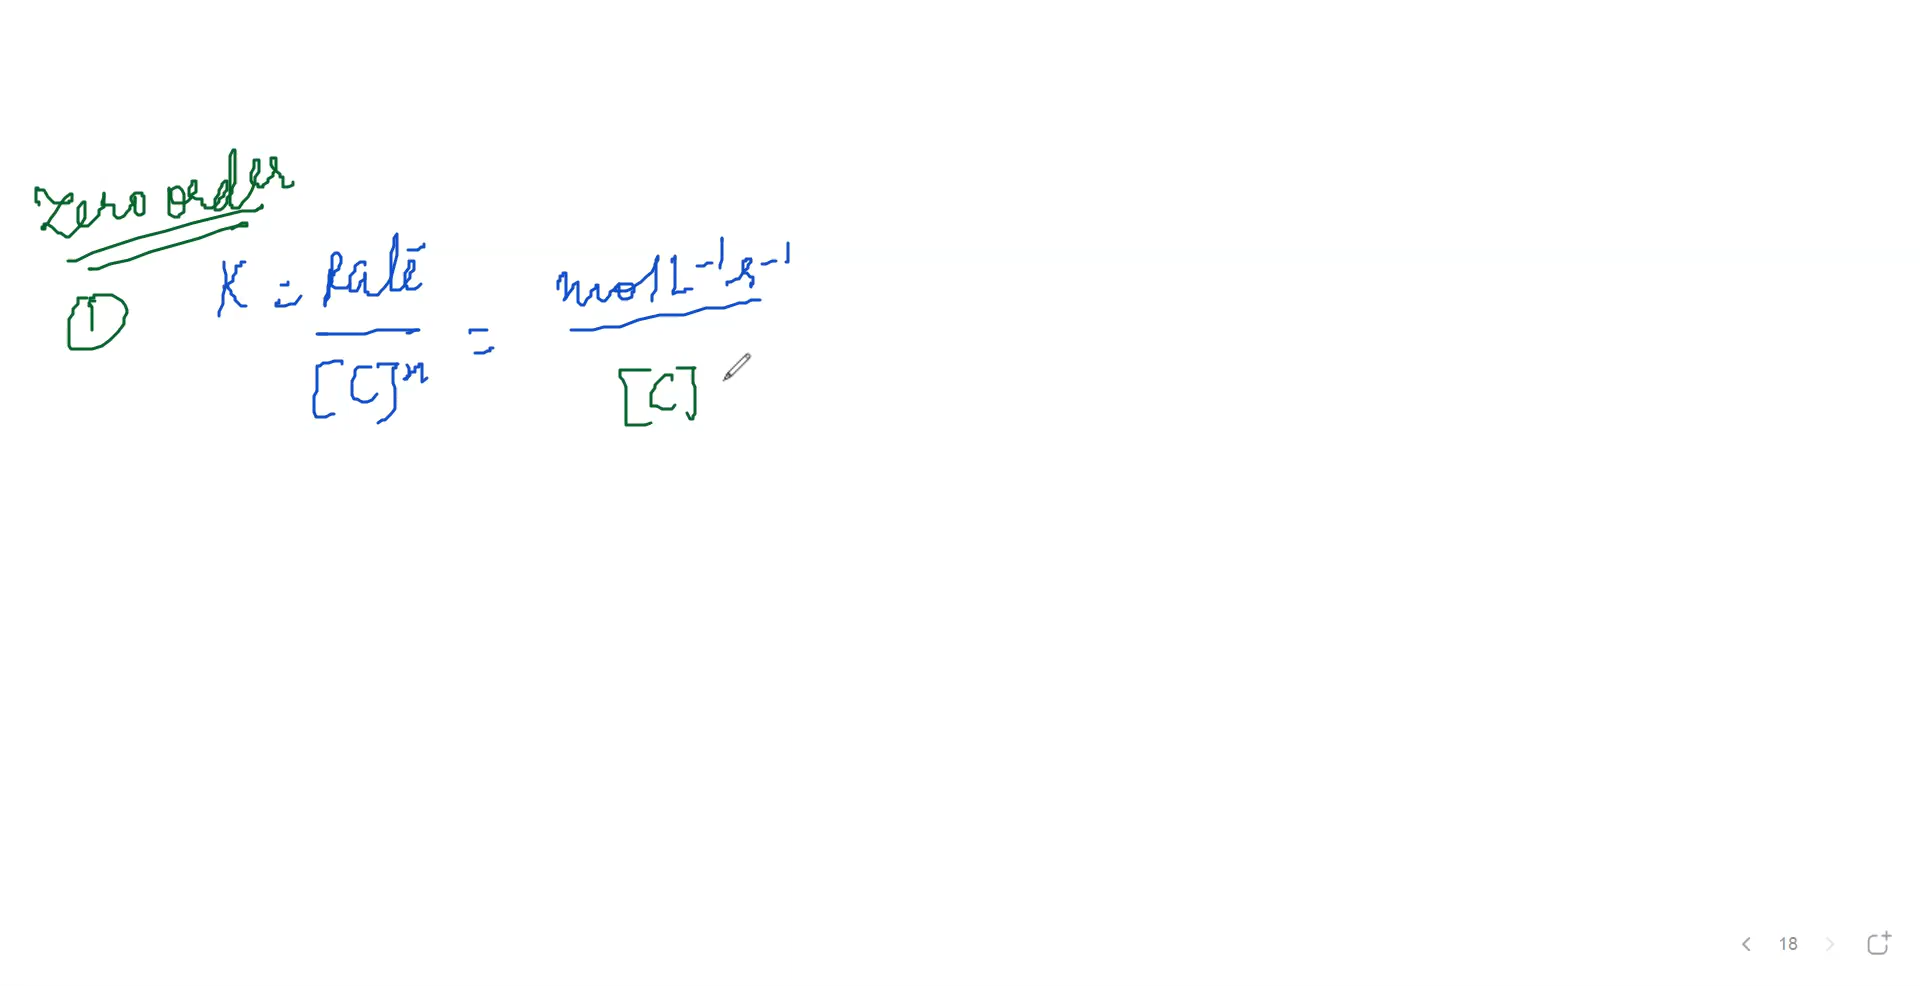 Zero order
① K = Rate / [C]ⁿ = mol L⁻¹ s⁻¹ / [C]
18